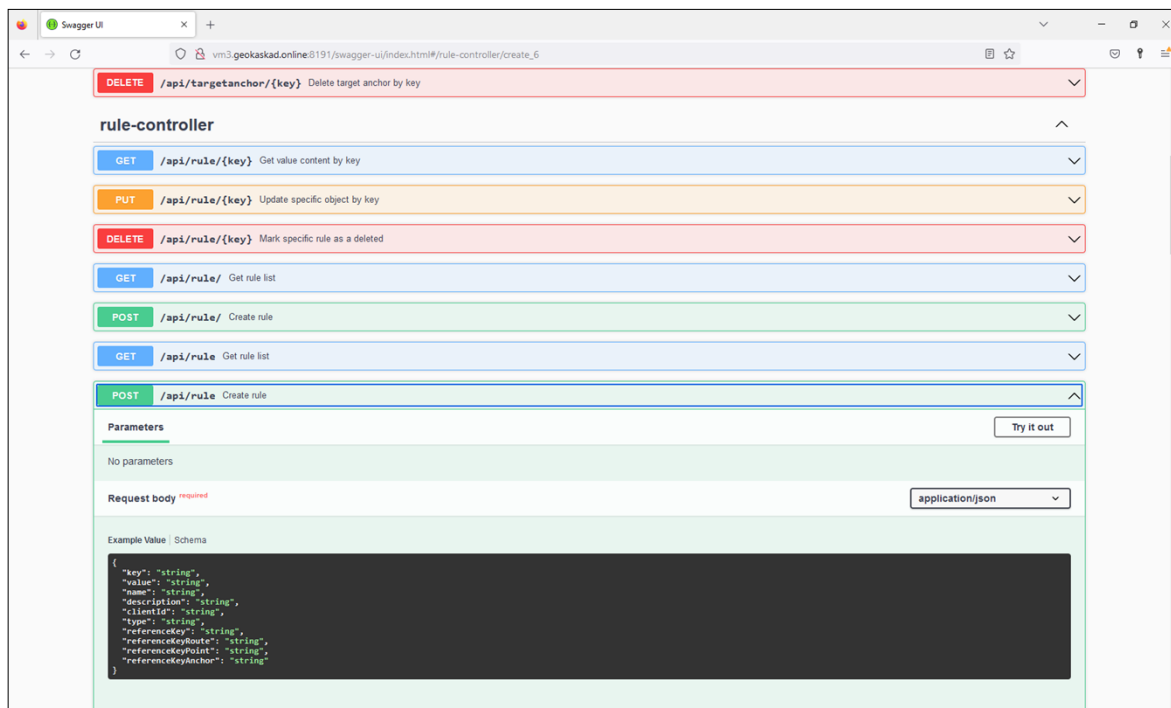 Swagger UI
vm3.geokaskad.online:8191/swagger-ui/index.html#/rule-controller/create_6
DELETE /api/targetanchor/{key} Delete target anchor by key
rule-controller
GET /api/rule/{key} Get value content by key
PUT /api/rule/{key} Update specific object by key
DELETE /api/rule/{key} Mark specific rule as a deleted
GET /api/rule/ Get rule list
POST /api/rule/ Create rule
GET /api/rule Get rule list
POST /api/rule Create rule
Parameters Try it out
No parameters
Request body required application/json
Example Value Schema
{
"key": "string",
"value": "string",
"name": "string",
"description": "string",
"clientId": "string",
"type": "string",
"referenceKey": "string",
"referenceKeyRoute": "string",
"referenceKeyPoint": "string",
"referenceKeyAnchor": "string"
}